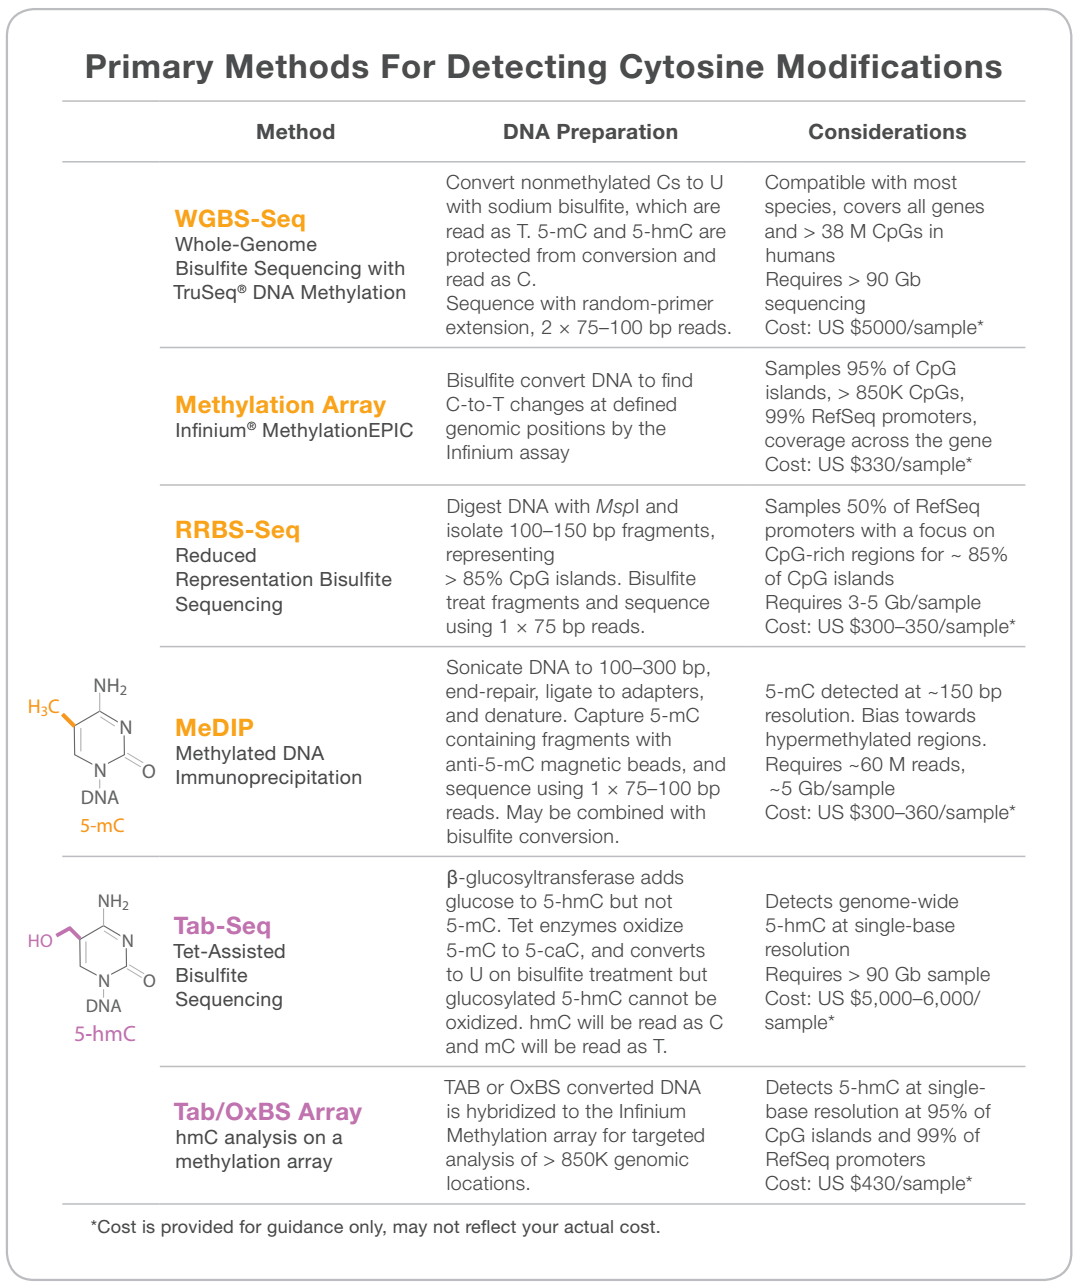 Primary Methods For Detecting Cytosine Modifications
Method
DNA Preparation
Considerations
WGBS-Seq
Whole-Genome
Bisulfite Sequencing with
TruSeq® DNA Methylation
Convert nonmethylated Cs to U
with sodium bisulfite, which are
read as T. 5-mC and 5-hmC are
protected from conversion and
read as C.
Sequence with random-primer
extension, 2 × 75–100 bp reads.
Compatible with most
species, covers all genes
and > 38 M CpGs in
humans
Requires > 90 Gb
sequencing
Cost: US $5000/sample*
Methylation Array
Infinium® MethylationEPIC
Bisulfite convert DNA to find
C-to-T changes at defined
genomic positions by the
Infinium assay
Samples 95% of CpG
islands, > 850K CpGs,
99% RefSeq promoters,
coverage across the gene
Cost: US $330/sample*
RRBS-Seq
Reduced
Representation Bisulfite
Sequencing
Digest DNA with MspI and
isolate 100–150 bp fragments,
representing
> 85% CpG islands. Bisulfite
treat fragments and sequence
using 1 × 75 bp reads.
Samples 50% of RefSeq
promoters with a focus on
CpG-rich regions for ~ 85%
of CpG islands
Requires 3-5 Gb/sample
Cost: US $300–350/sample*
NH2
H3C
N
N
O
DNA
5-mC
MeDIP
Methylated DNA
Immunoprecipitation
Sonicate DNA to 100–300 bp,
end-repair, ligate to adapters,
and denature. Capture 5-mC
containing fragments with
anti-5-mC magnetic beads, and
sequence using 1 × 75–100 bp
reads. May be combined with
bisulfite conversion.
5-mC detected at ~150 bp
resolution. Bias towards
hypermethylated regions.
Requires ~60 M reads,
~5 Gb/sample
Cost: US $300–360/sample*
NH2
HO
N
N
O
DNA
5-hmC
Tab-Seq
Tet-Assisted
Bisulfite
Sequencing
β-glucosyltransferase adds
glucose to 5-hmC but not
5-mC. Tet enzymes oxidize
5-mC to 5-caC, and converts
to U on bisulfite treatment but
glucosylated 5-hmC cannot be
oxidized. hmC will be read as C
and mC will be read as T.
Detects genome-wide
5-hmC at single-base
resolution
Requires > 90 Gb sample
Cost: US $5,000–6,000/
sample*
Tab/OxBS Array
hmC analysis on a
methylation array
TAB or OxBS converted DNA
is hybridized to the Infinium
Methylation array for targeted
analysis of > 850K genomic
locations.
Detects 5-hmC at single-
base resolution at 95% of
CpG islands and 99% of
RefSeq promoters
Cost: US $430/sample*
*Cost is provided for guidance only, may not reflect your actual cost.